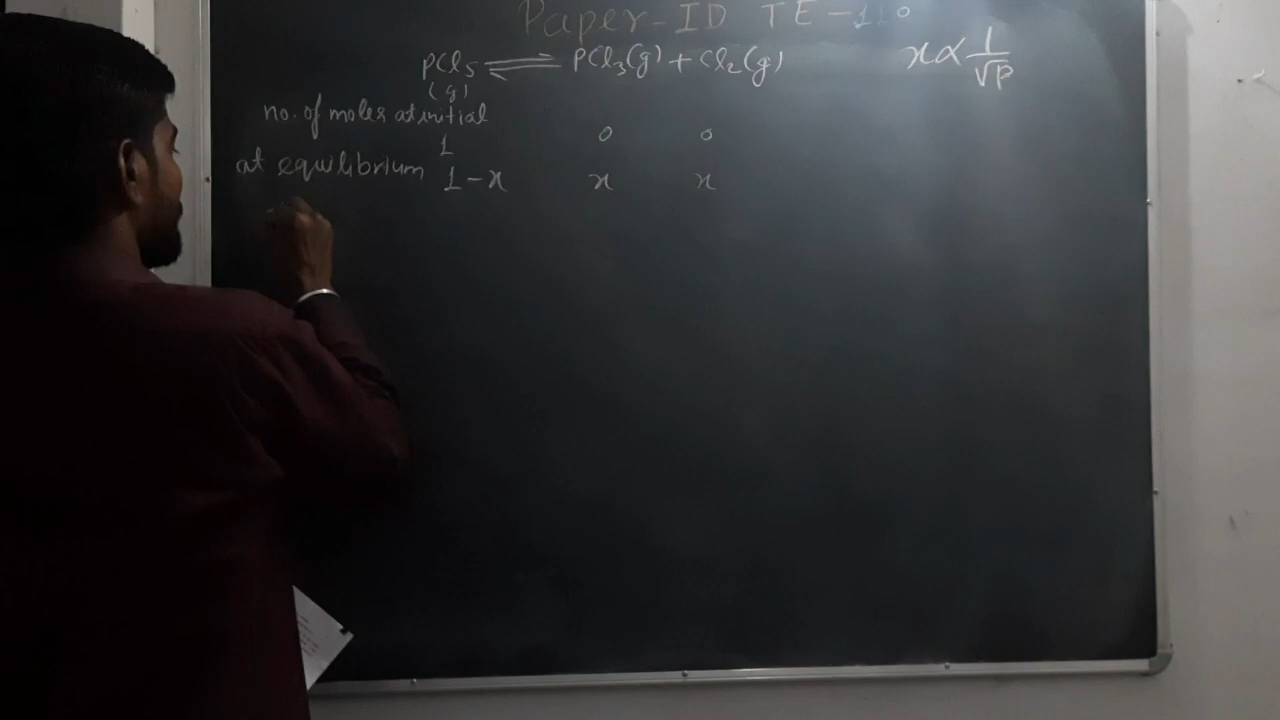 Paper-ID TE-110
PCl₅ ⇌ PCl₃(g) + Cl₂(g) x ∝ 1/√P
(g)
no. of moles at initial
1 0 0
at equilibrium 1-x x x